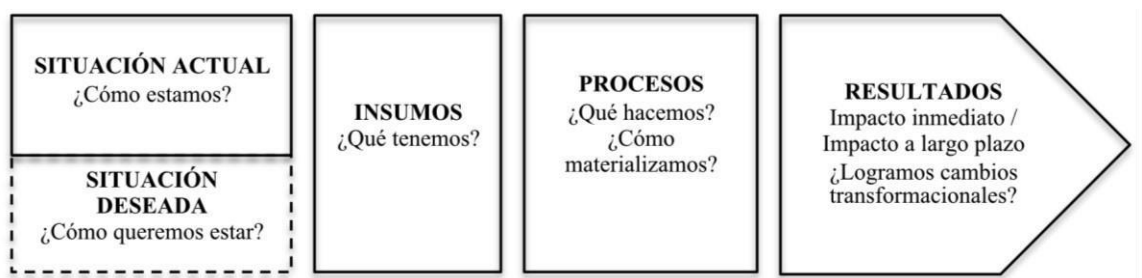 SITUACIÓN ACTUAL
¿Cómo estamos?
SITUACIÓN
DESEADA
¿Cómo queremos estar?
INSUMOS
¿Qué tenemos?
PROCESOS
¿Qué hacemos?
¿Cómo
materializamos?
RESULTADOS
Impacto inmediato /
Impacto a largo plazo
¿Logramos cambios
transformacionales?